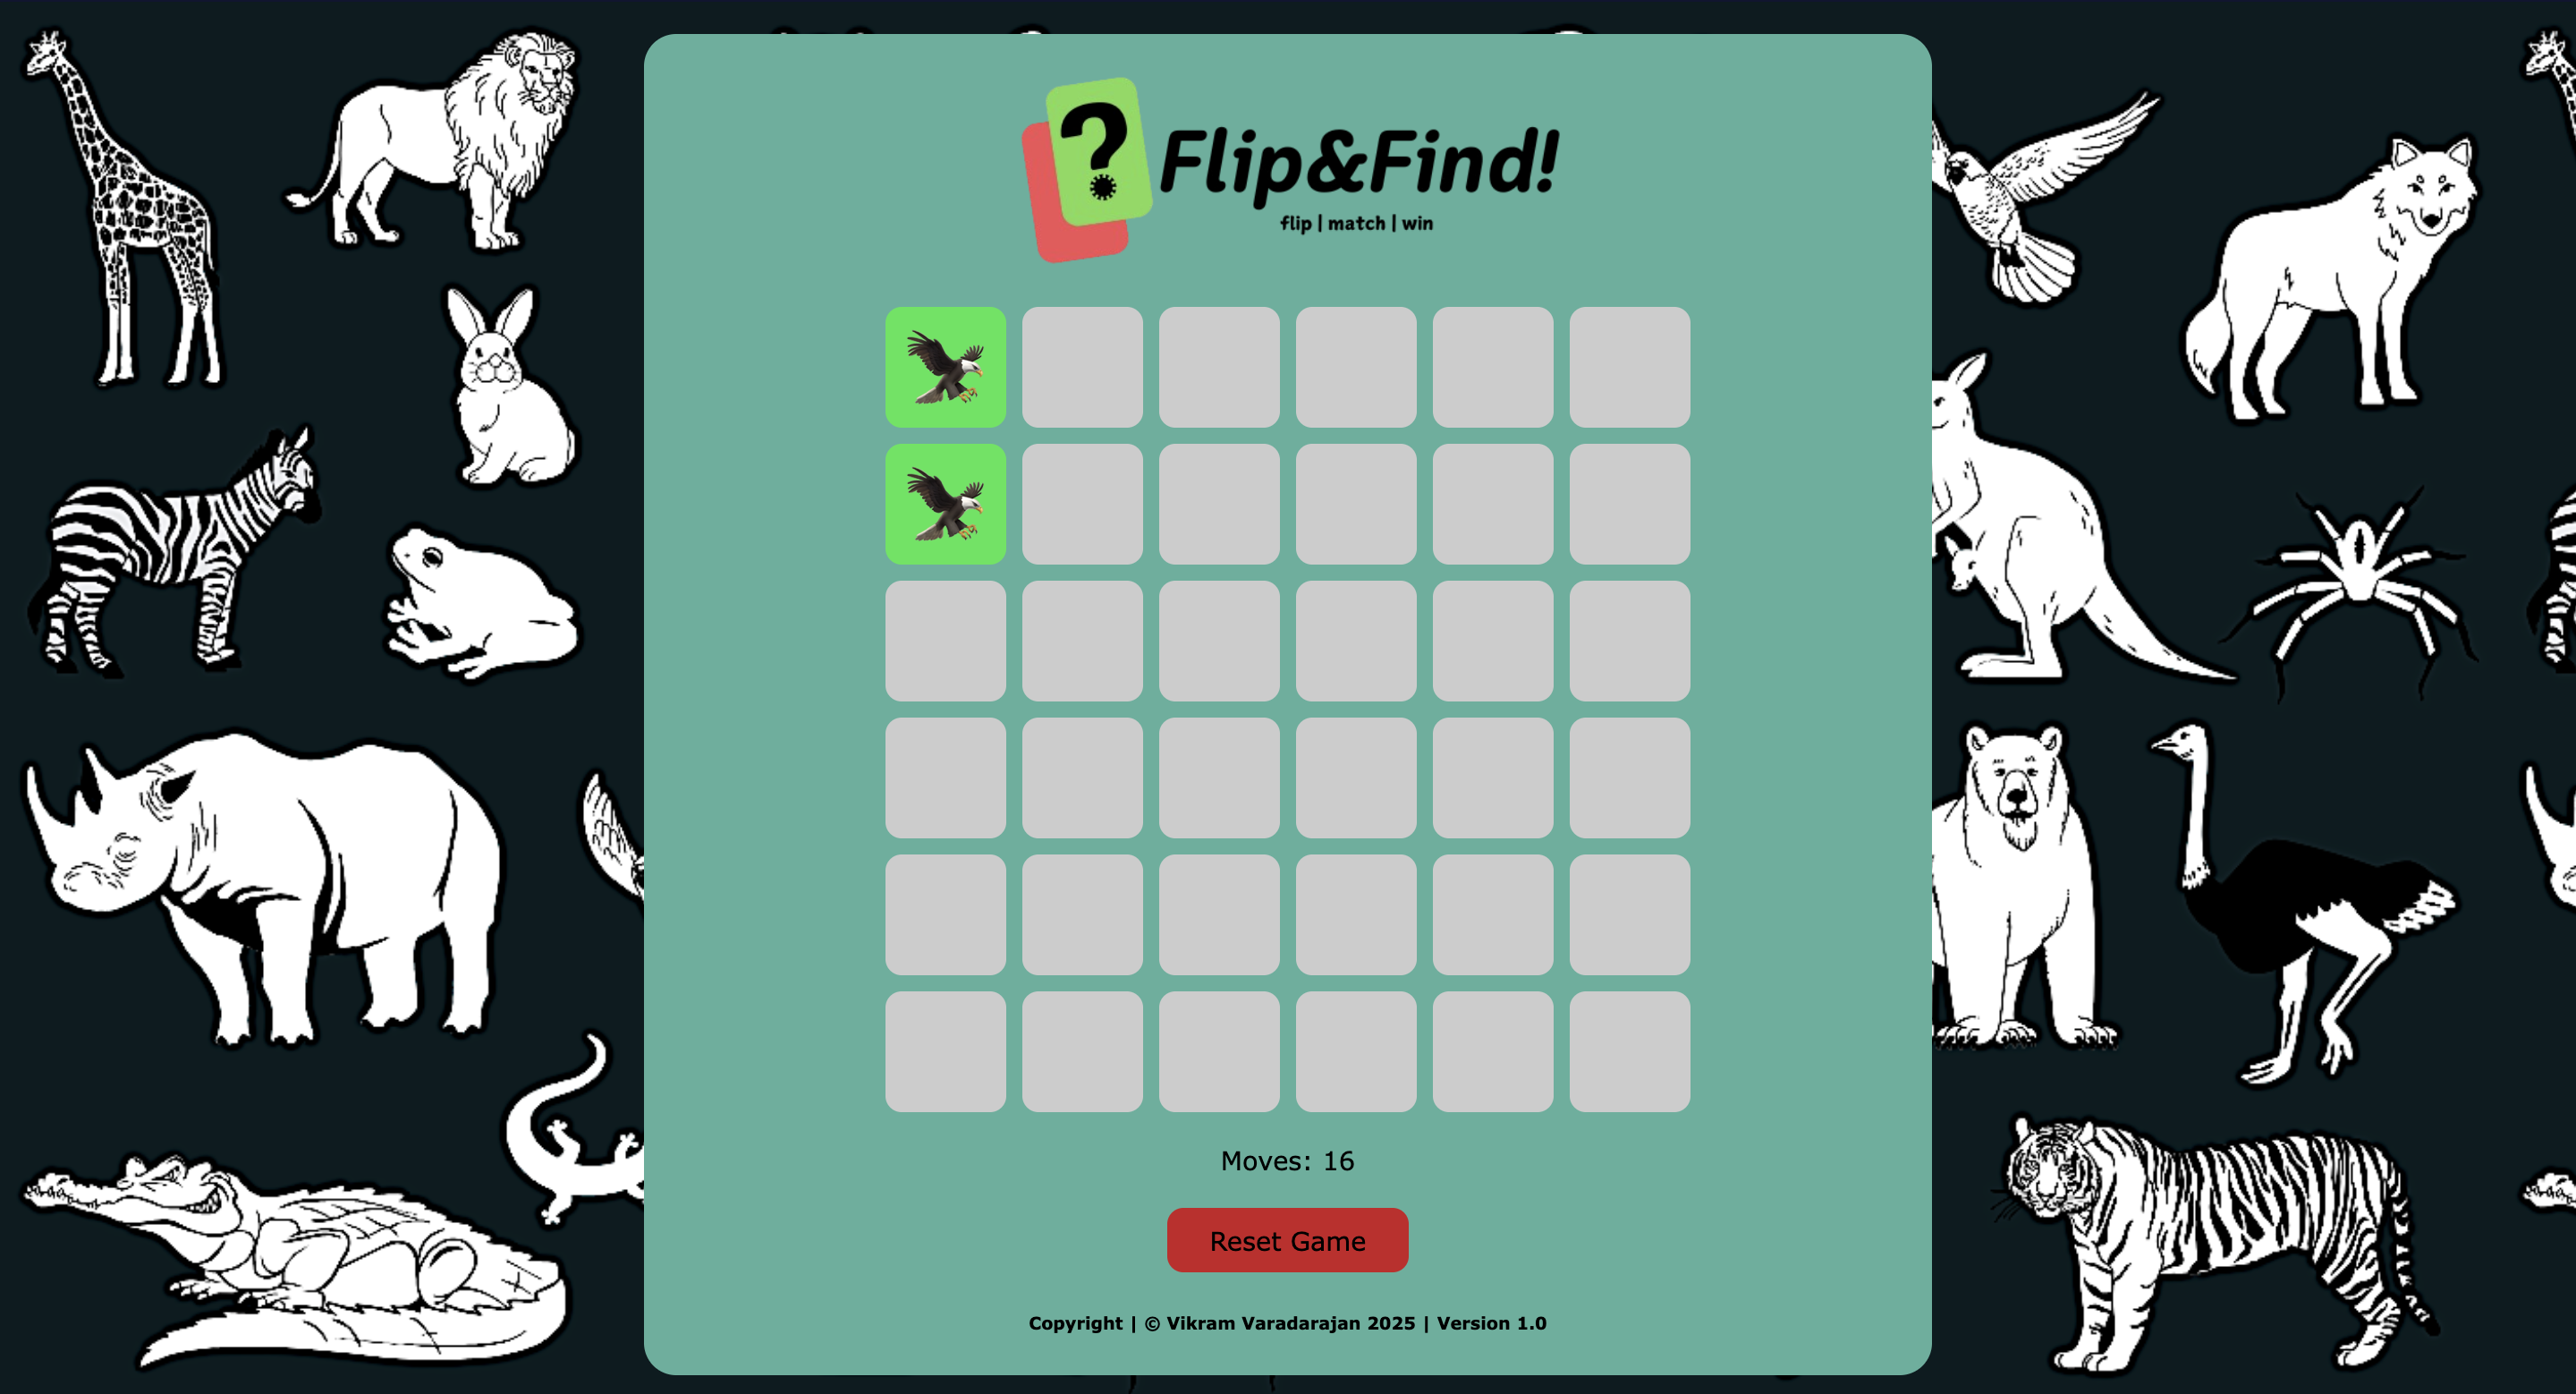 ?
Flip&Find!
flip | match | win
Moves: 16
Reset Game
Copyright | © Vikram Varadarajan 2025 | Version 1.0